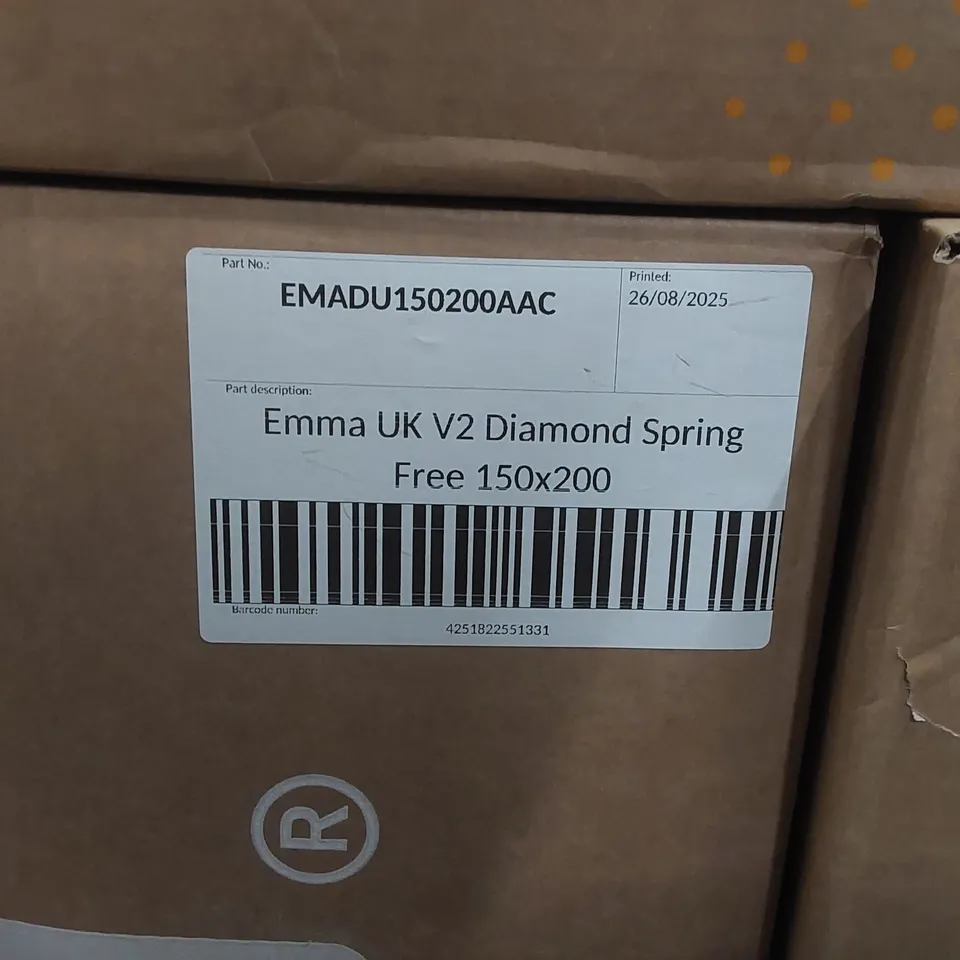 Part No.:
EMADU150200AAC
Printed:
26/08/2025
Part description:
Emma UK V2 Diamond Spring
Free 150x200
Barcode number:
4251822551331
®